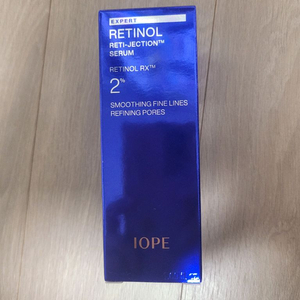 EXPERT
RETINOL
RETI-JECTION™
SERUM
RETINOL RX™
2%
SMOOTHING FINE LINES
REFINING PORES
IOPE